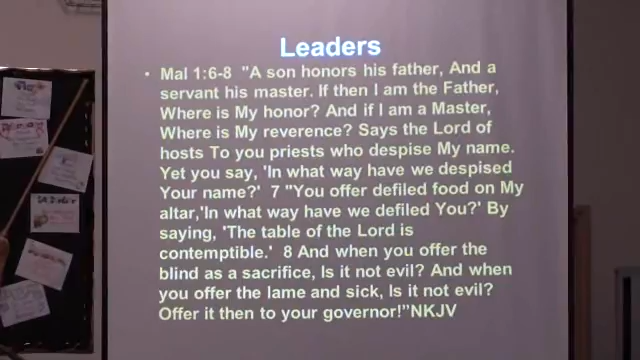 Leaders
• Mal 1:6-8 "A son honors his father, And a
servant his master. If then I am the Father,
Where is My honor? And if I am a Master,
Where is My reverence? Says the Lord of
hosts To you priests who despise My name.
Yet you say, 'In what way have we despised
Your name?' 7 "You offer defiled food on My
altar,'In what way have we defiled You?' By
saying, 'The table of the Lord is
contemptible.' 8 And when you offer the
blind as a sacrifice, Is it not evil? And when
you offer the lame and sick, Is it not evil?
Offer it then to your governor!”NKJV